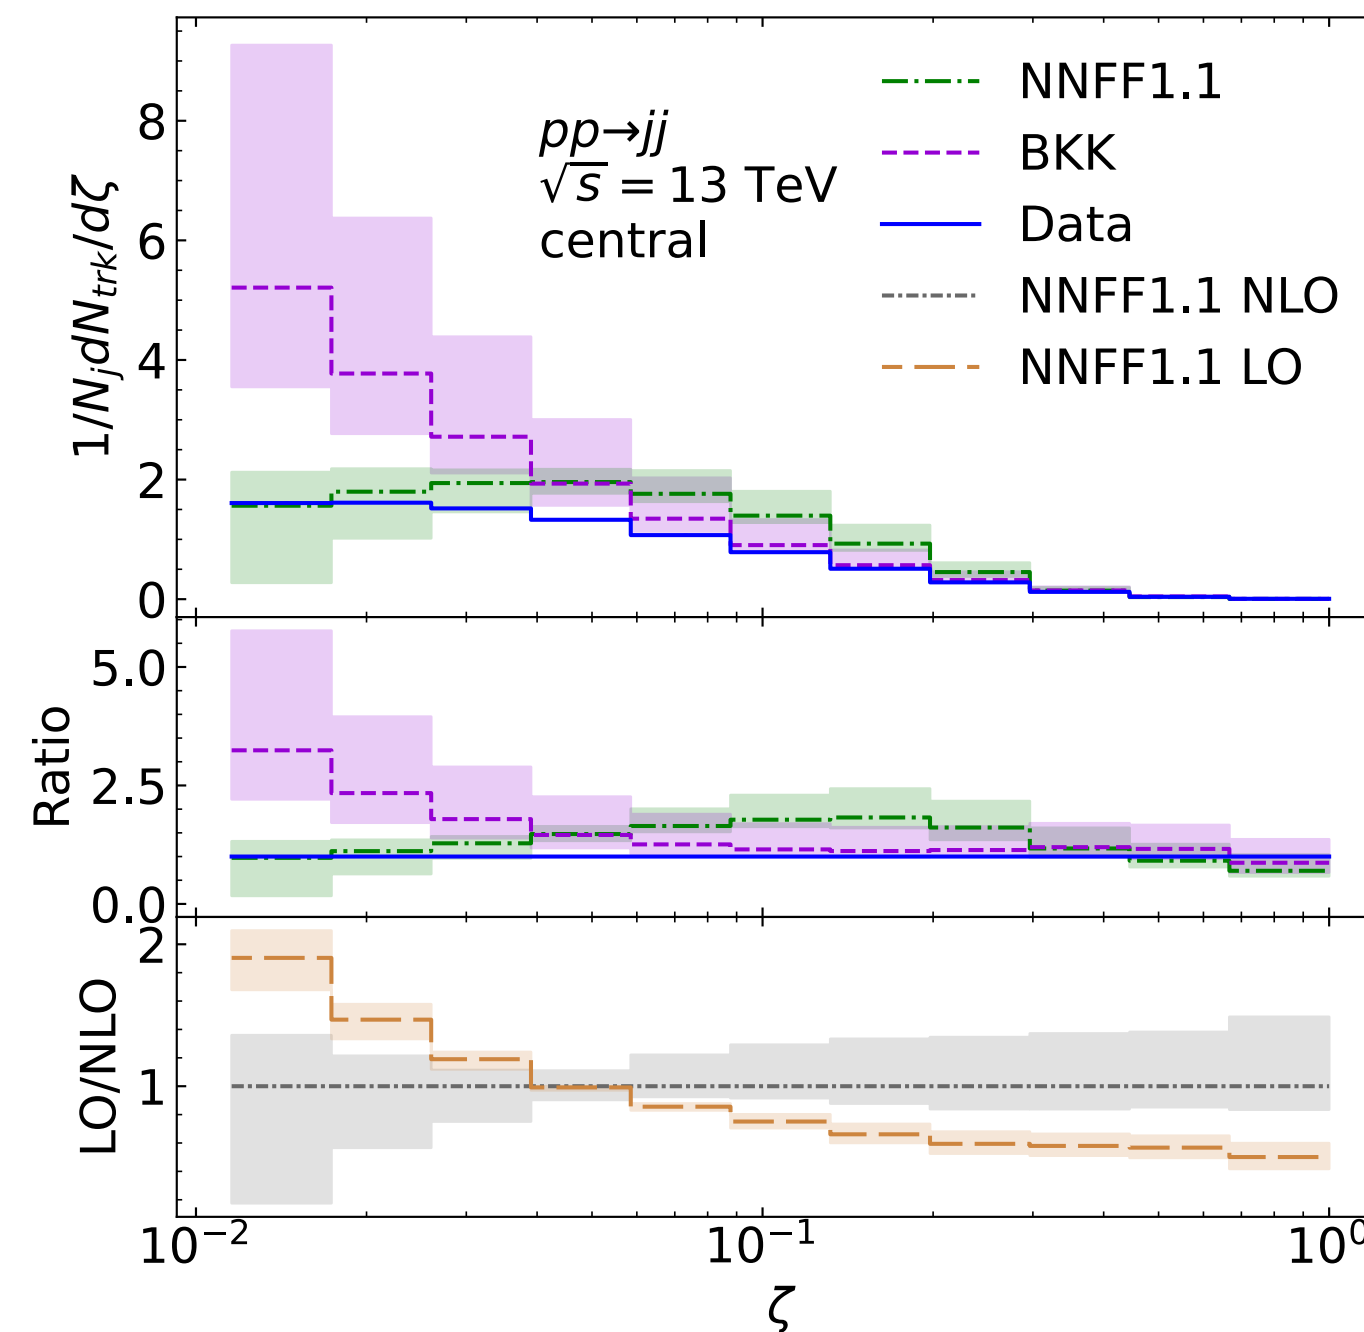 1/N_j dN_{trk}/dζ
8
6
4
2
0
pp→jj
√s = 13 TeV
central
NNFF1.1
BKK
Data
NNFF1.1 NLO
NNFF1.1 LO
Ratio
5.0
2.5
0.0
LO/NLO
2
1
10^{-2}
10^{-1}
10^{0}
ζ